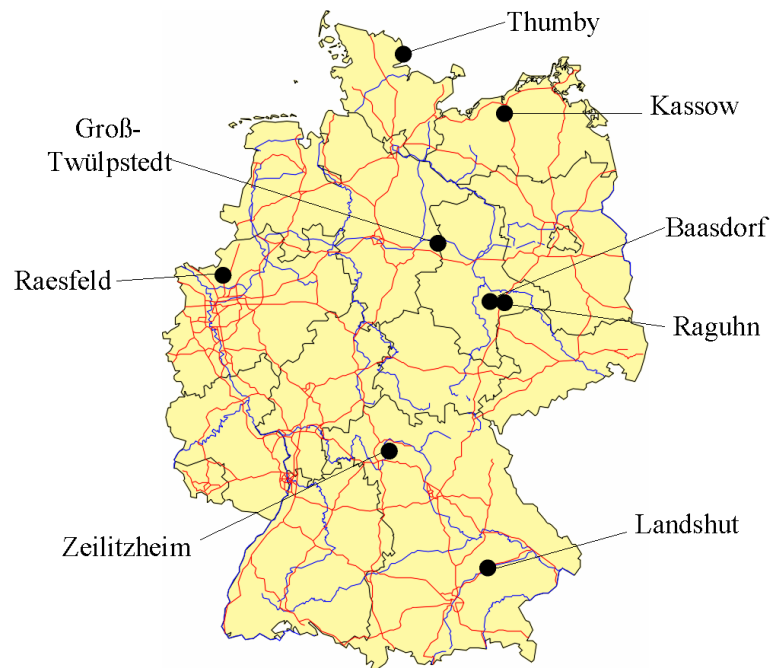 Thumby
Kassow
Groß-
Twülpstedt
Baasdorf
Raesfeld
Raguhn
Zeilitzheim
Landshut